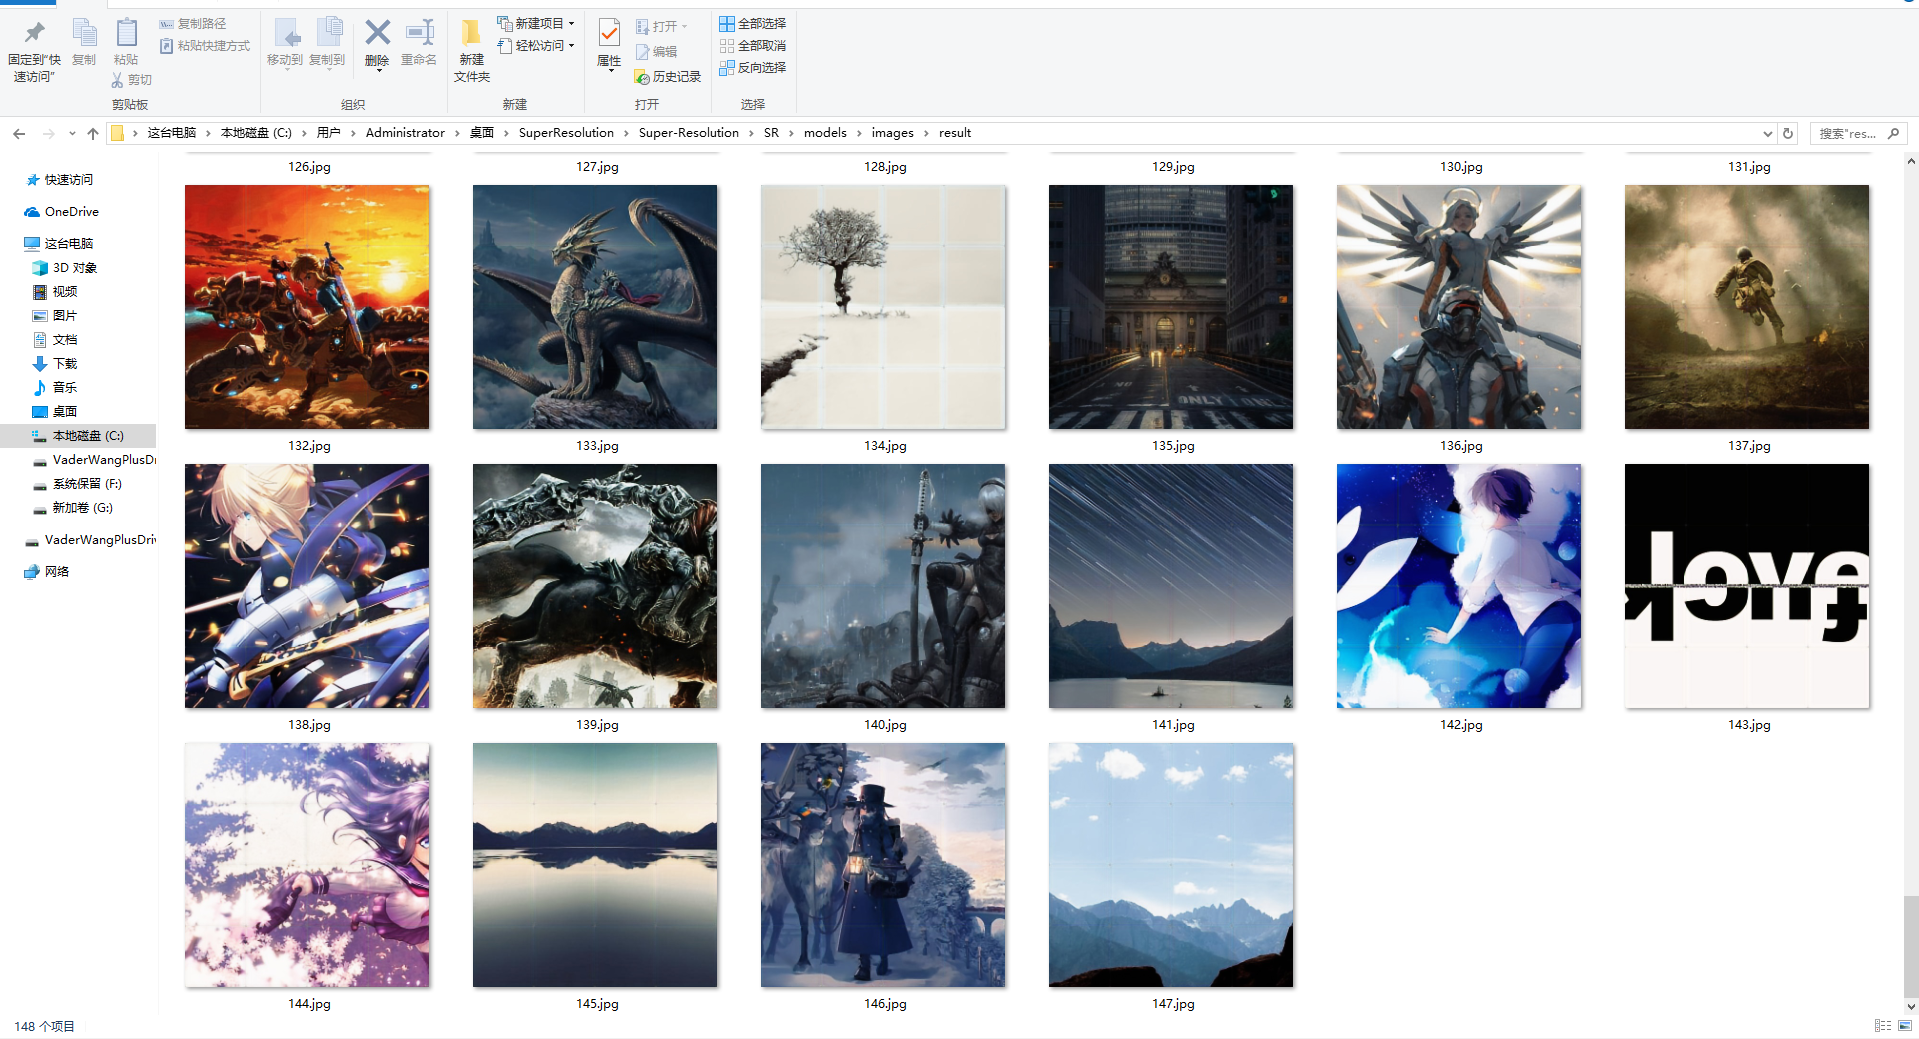 固定到"快速访问"
复制
粘贴
复制路径
粘贴快捷方式
剪切
剪贴板
移动到
复制到
删除
重命名
组织
新建文件夹
新建项目
轻松访问
新建
属性
打开
编辑
历史记录
打开
全部选择
全部取消
反向选择
选择
这台电脑 本地磁盘 (C:) 用户 Administrator 桌面 SuperResolution Super-Resolution SR models images result
搜索"res...
快速访问
OneDrive
这台电脑
3D 对象
视频
图片
文档
下载
音乐
桌面
本地磁盘 (C:)
VaderWangPlusDri
系统保留 (F:)
新加卷 (G:)
VaderWangPlusDriv
网络
126.jpg 127.jpg 128.jpg 129.jpg 130.jpg 131.jpg
ONLY
132.jpg 133.jpg 134.jpg 135.jpg 136.jpg 137.jpg
love
138.jpg 139.jpg 140.jpg 141.jpg 142.jpg 143.jpg
144.jpg 145.jpg 146.jpg 147.jpg
148 个项目